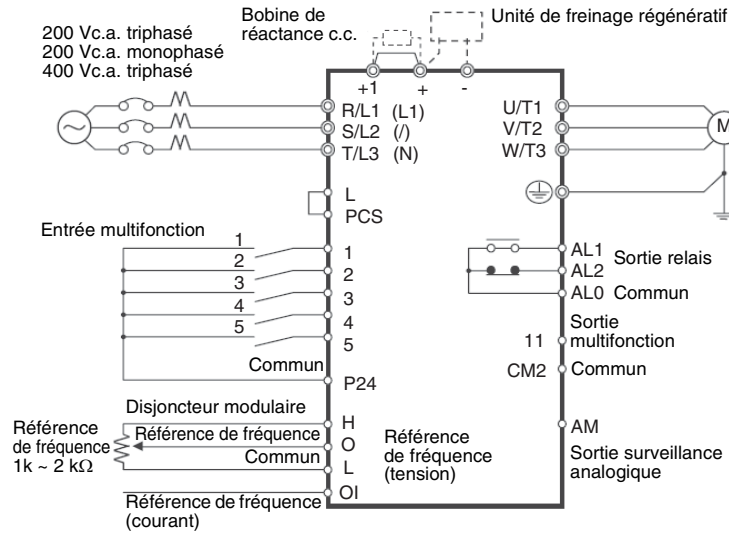 200 Vc.a. triphasé
200 Vc.a. monophasé
400 Vc.a. triphasé
Bobine de
réactance c.c.
Unité de freinage régénératif
+1
+
-
R/L1 (L1)
S/L2 (/)
T/L3 (N)
U/T1
V/T2
W/T3
M
L
PCS
Entrée multifonction
1
2
3
4
5
1
2
3
4
5
Commun
P24
AL1
AL2
AL0
Sortie relais
Commun
11
Sortie
multifonction
CM2
Commun
Disjoncteur modulaire
Référence
de fréquence
1k ~ 2 kΩ
Référence de fréquence
Commun
H
O
L
OI
Référence de fréquence
(courant)
Référence
de fréquence
(tension)
AM
Sortie surveillance
analogique